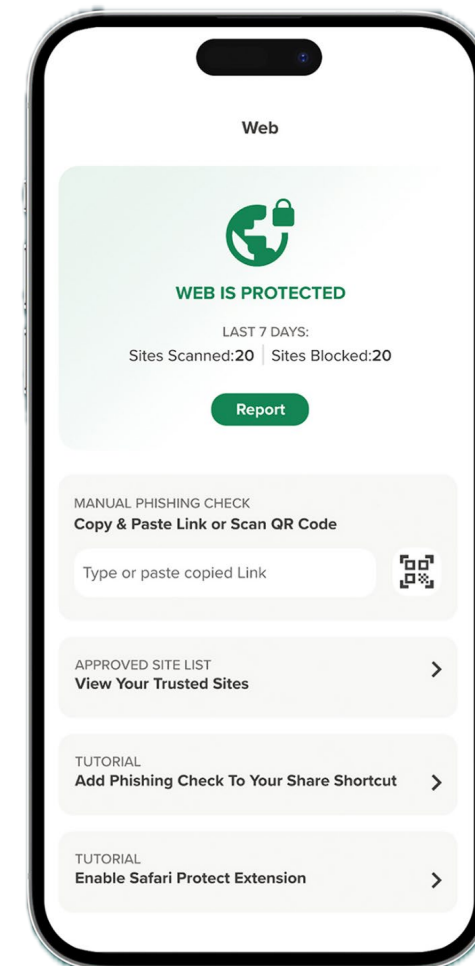 Web
WEB IS PROTECTED
LAST 7 DAYS:
Sites Scanned:20 | Sites Blocked:20
Report
MANUAL PHISHING CHECK
Copy & Paste Link or Scan QR Code
Type or paste copied Link
APPROVED SITE LIST
View Your Trusted Sites
TUTORIAL
Add Phishing Check To Your Share Shortcut
TUTORIAL
Enable Safari Protect Extension